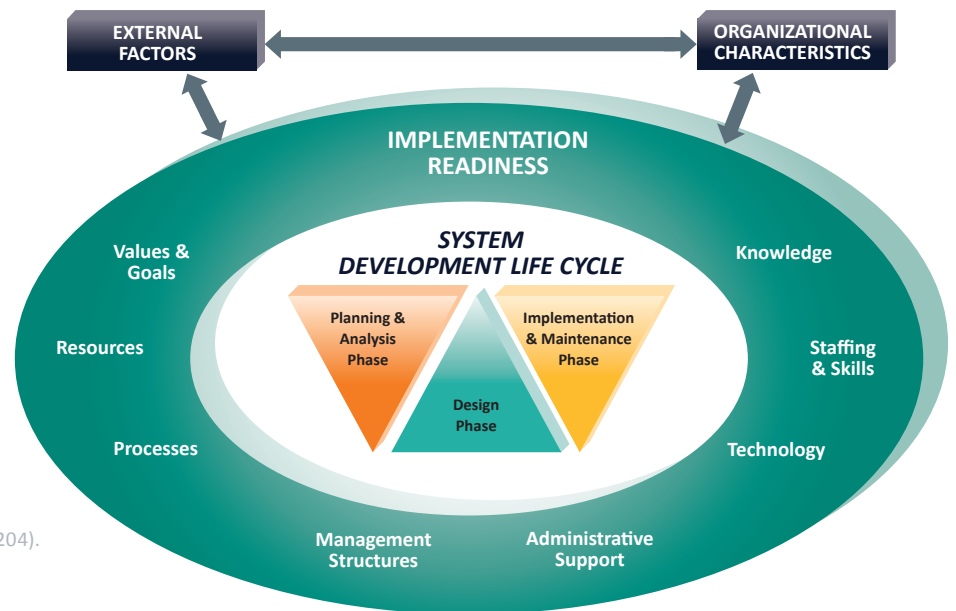 EXTERNAL
FACTORS
ORGANIZATIONAL
CHARACTERISTICS
IMPLEMENTATION
READINESS
SYSTEM
DEVELOPMENT LIFE CYCLE
Values &
Goals
Knowledge
Planning &
Analysis
Phase
Implementation
& Maintenance
Phase
Resources
Staffing
& Skills
Design
Phase
Processes
Technology
Management
Structures
Administrative
Support
204).